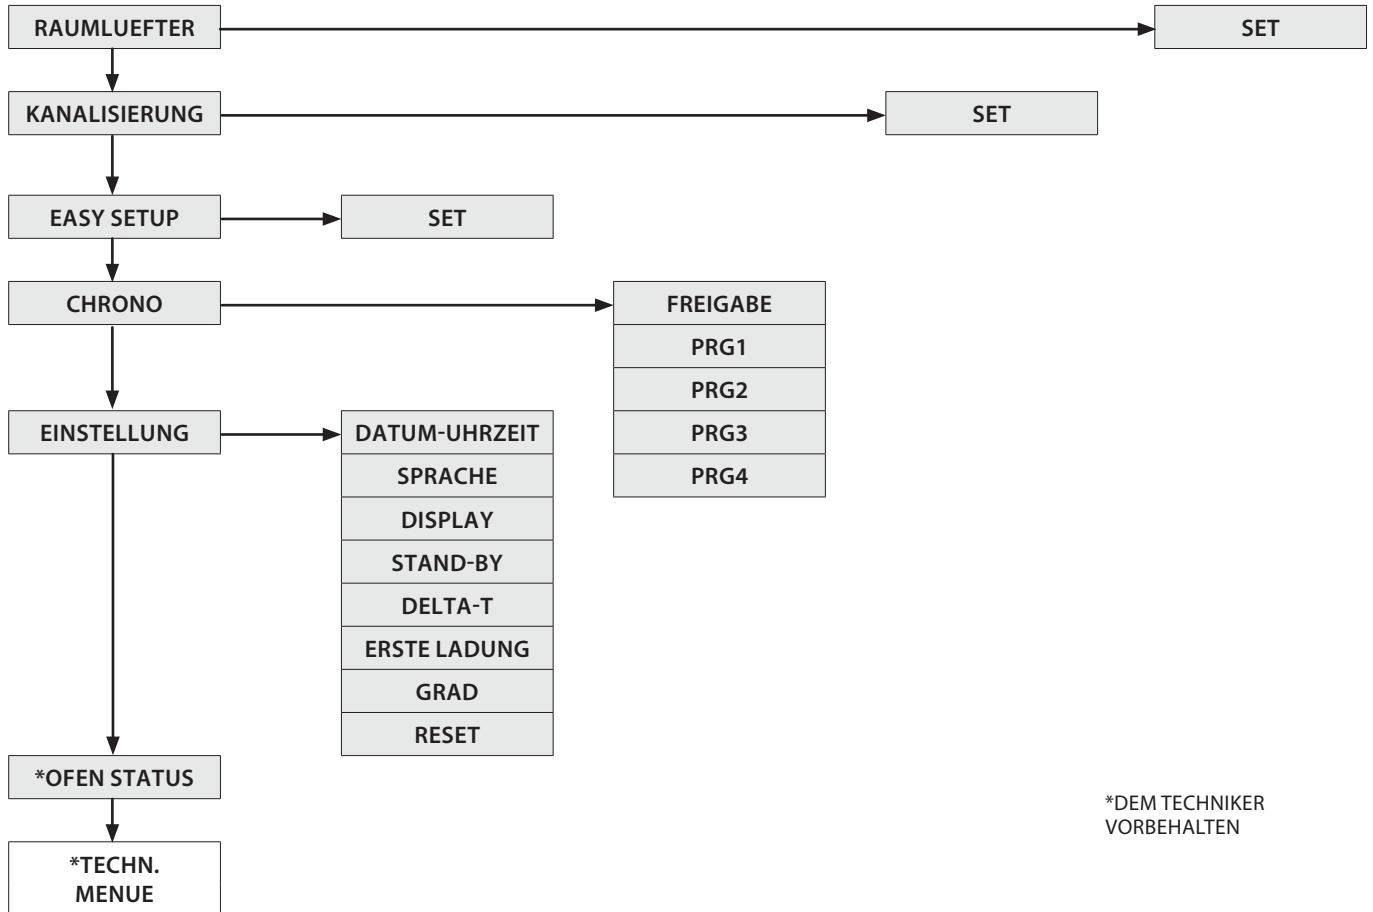 RAUMLUEFTER
SET
KANALISIERUNG
SET
EASY SETUP
SET
CHRONO
FREIGABE
PRG1
PRG2
PRG3
PRG4
EINSTELLUNG
DATUM-UHRZEIT
SPRACHE
DISPLAY
STAND-BY
DELTA-T
ERSTE LADUNG
GRAD
RESET
*OFEN STATUS
*TECHN.
MENUE
*DEM TECHNIKER
VORBEHALTEN